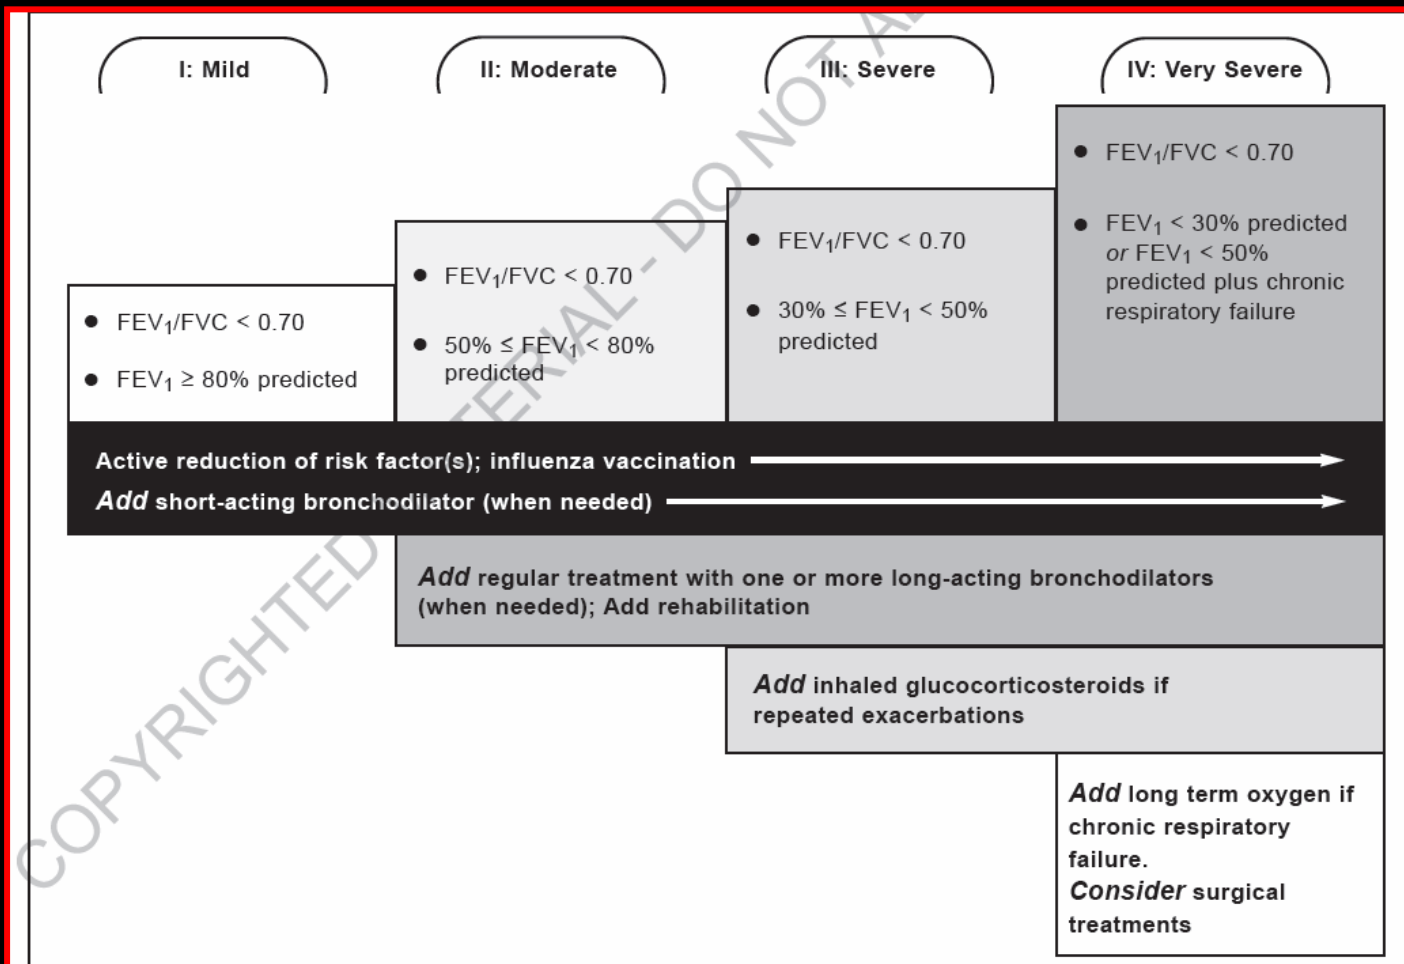 I: Mild
II: Moderate
III: Severe
IV: Very Severe
● FEV₁/FVC < 0.70
● FEV₁ ≥ 80% predicted
● FEV₁/FVC < 0.70
● 50% ≤ FEV₁ < 80%
predicted
● FEV₁/FVC < 0.70
● 30% ≤ FEV₁ < 50%
predicted
● FEV₁/FVC < 0.70
● FEV₁ < 30% predicted
or FEV₁ < 50%
predicted plus chronic
respiratory failure
Active reduction of risk factor(s); influenza vaccination
Add short-acting bronchodilator (when needed)
Add regular treatment with one or more long-acting bronchodilators
(when needed); Add rehabilitation
Add inhaled glucocorticosteroids if
repeated exacerbations
Add long term oxygen if
chronic respiratory
failure.
Consider surgical
treatments
COPYRIGHTED - DO NOT